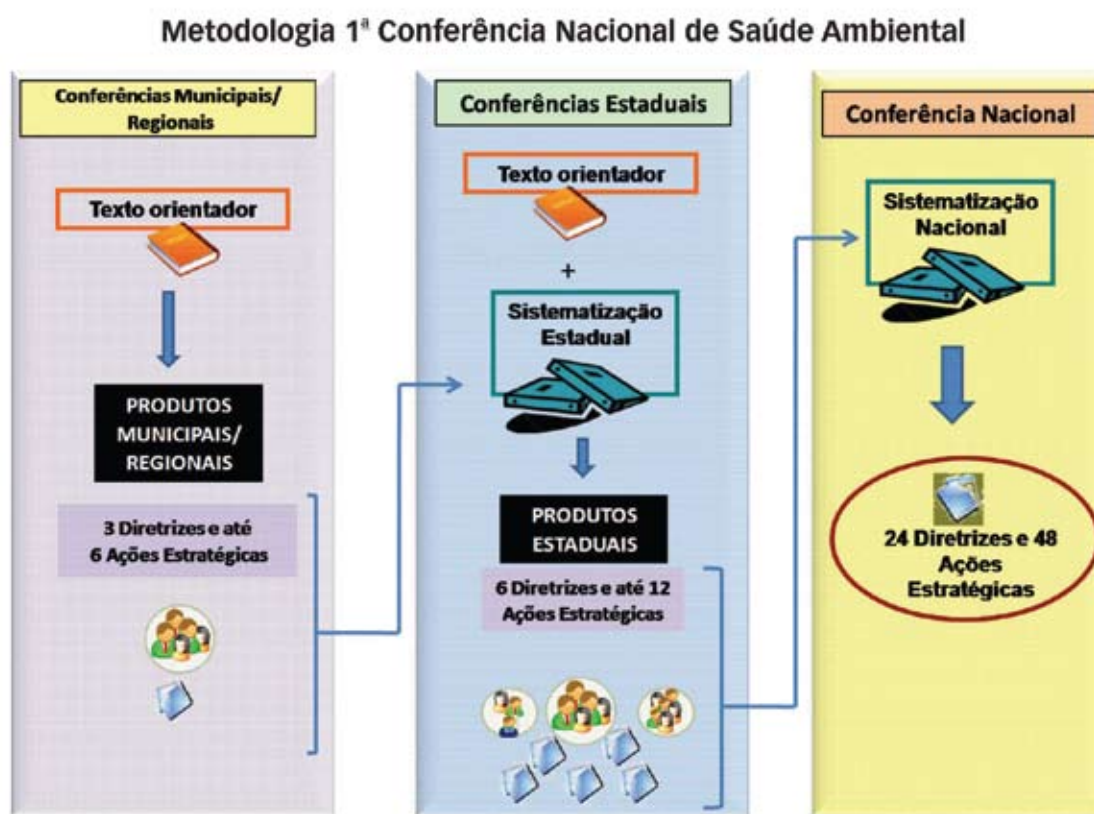 Metodologia 1ª Conferência Nacional de Saúde Ambiental
Conferências Municipais/
Regionais
Texto orientador
PRODUTOS
MUNICIPAIS/
REGIONAIS
3 Diretrizes e até
6 Ações Estratégicas
Conferências Estaduais
Texto orientador
+
Sistematização
Estadual
PRODUTOS
ESTADUAIS
6 Diretrizes e até 12
Ações Estratégicas
Conferência Nacional
Sistematização
Nacional
24 Diretrizes e 48
Ações
Estratégicas